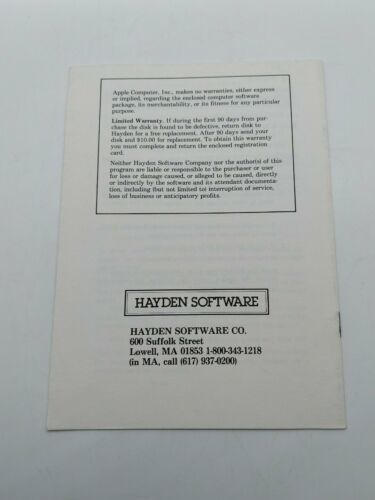 Apple Computer, Inc., makes no warranties, either express
or implied, regarding the enclosed computer software
package, its merchantability, or its fitness for any particular
purpose.
Limited Warranty. If during the first 90 days from pur-
chase the disk is found to be defective, return disk to
Hayden for a free replacement. After 90 days send your
disk and $10.00 for replacement. To obtain this warranty
you must complete and return the enclosed registration
card.
Neither Hayden Software Company nor the author(s) of this
program are liable or responsible to the purchaser or user
for loss or damage caused, or alleged to be caused, directly
or indirectly by the software and its attendant documenta-
tion, including (but not limited to) interruption of service,
loss of business or anticipatory profits.
HAYDEN SOFTWARE
HAYDEN SOFTWARE CO.
600 Suffolk Street
Lowell, MA 01853 1-800-343-1218
(in MA, call (617) 937-0200)